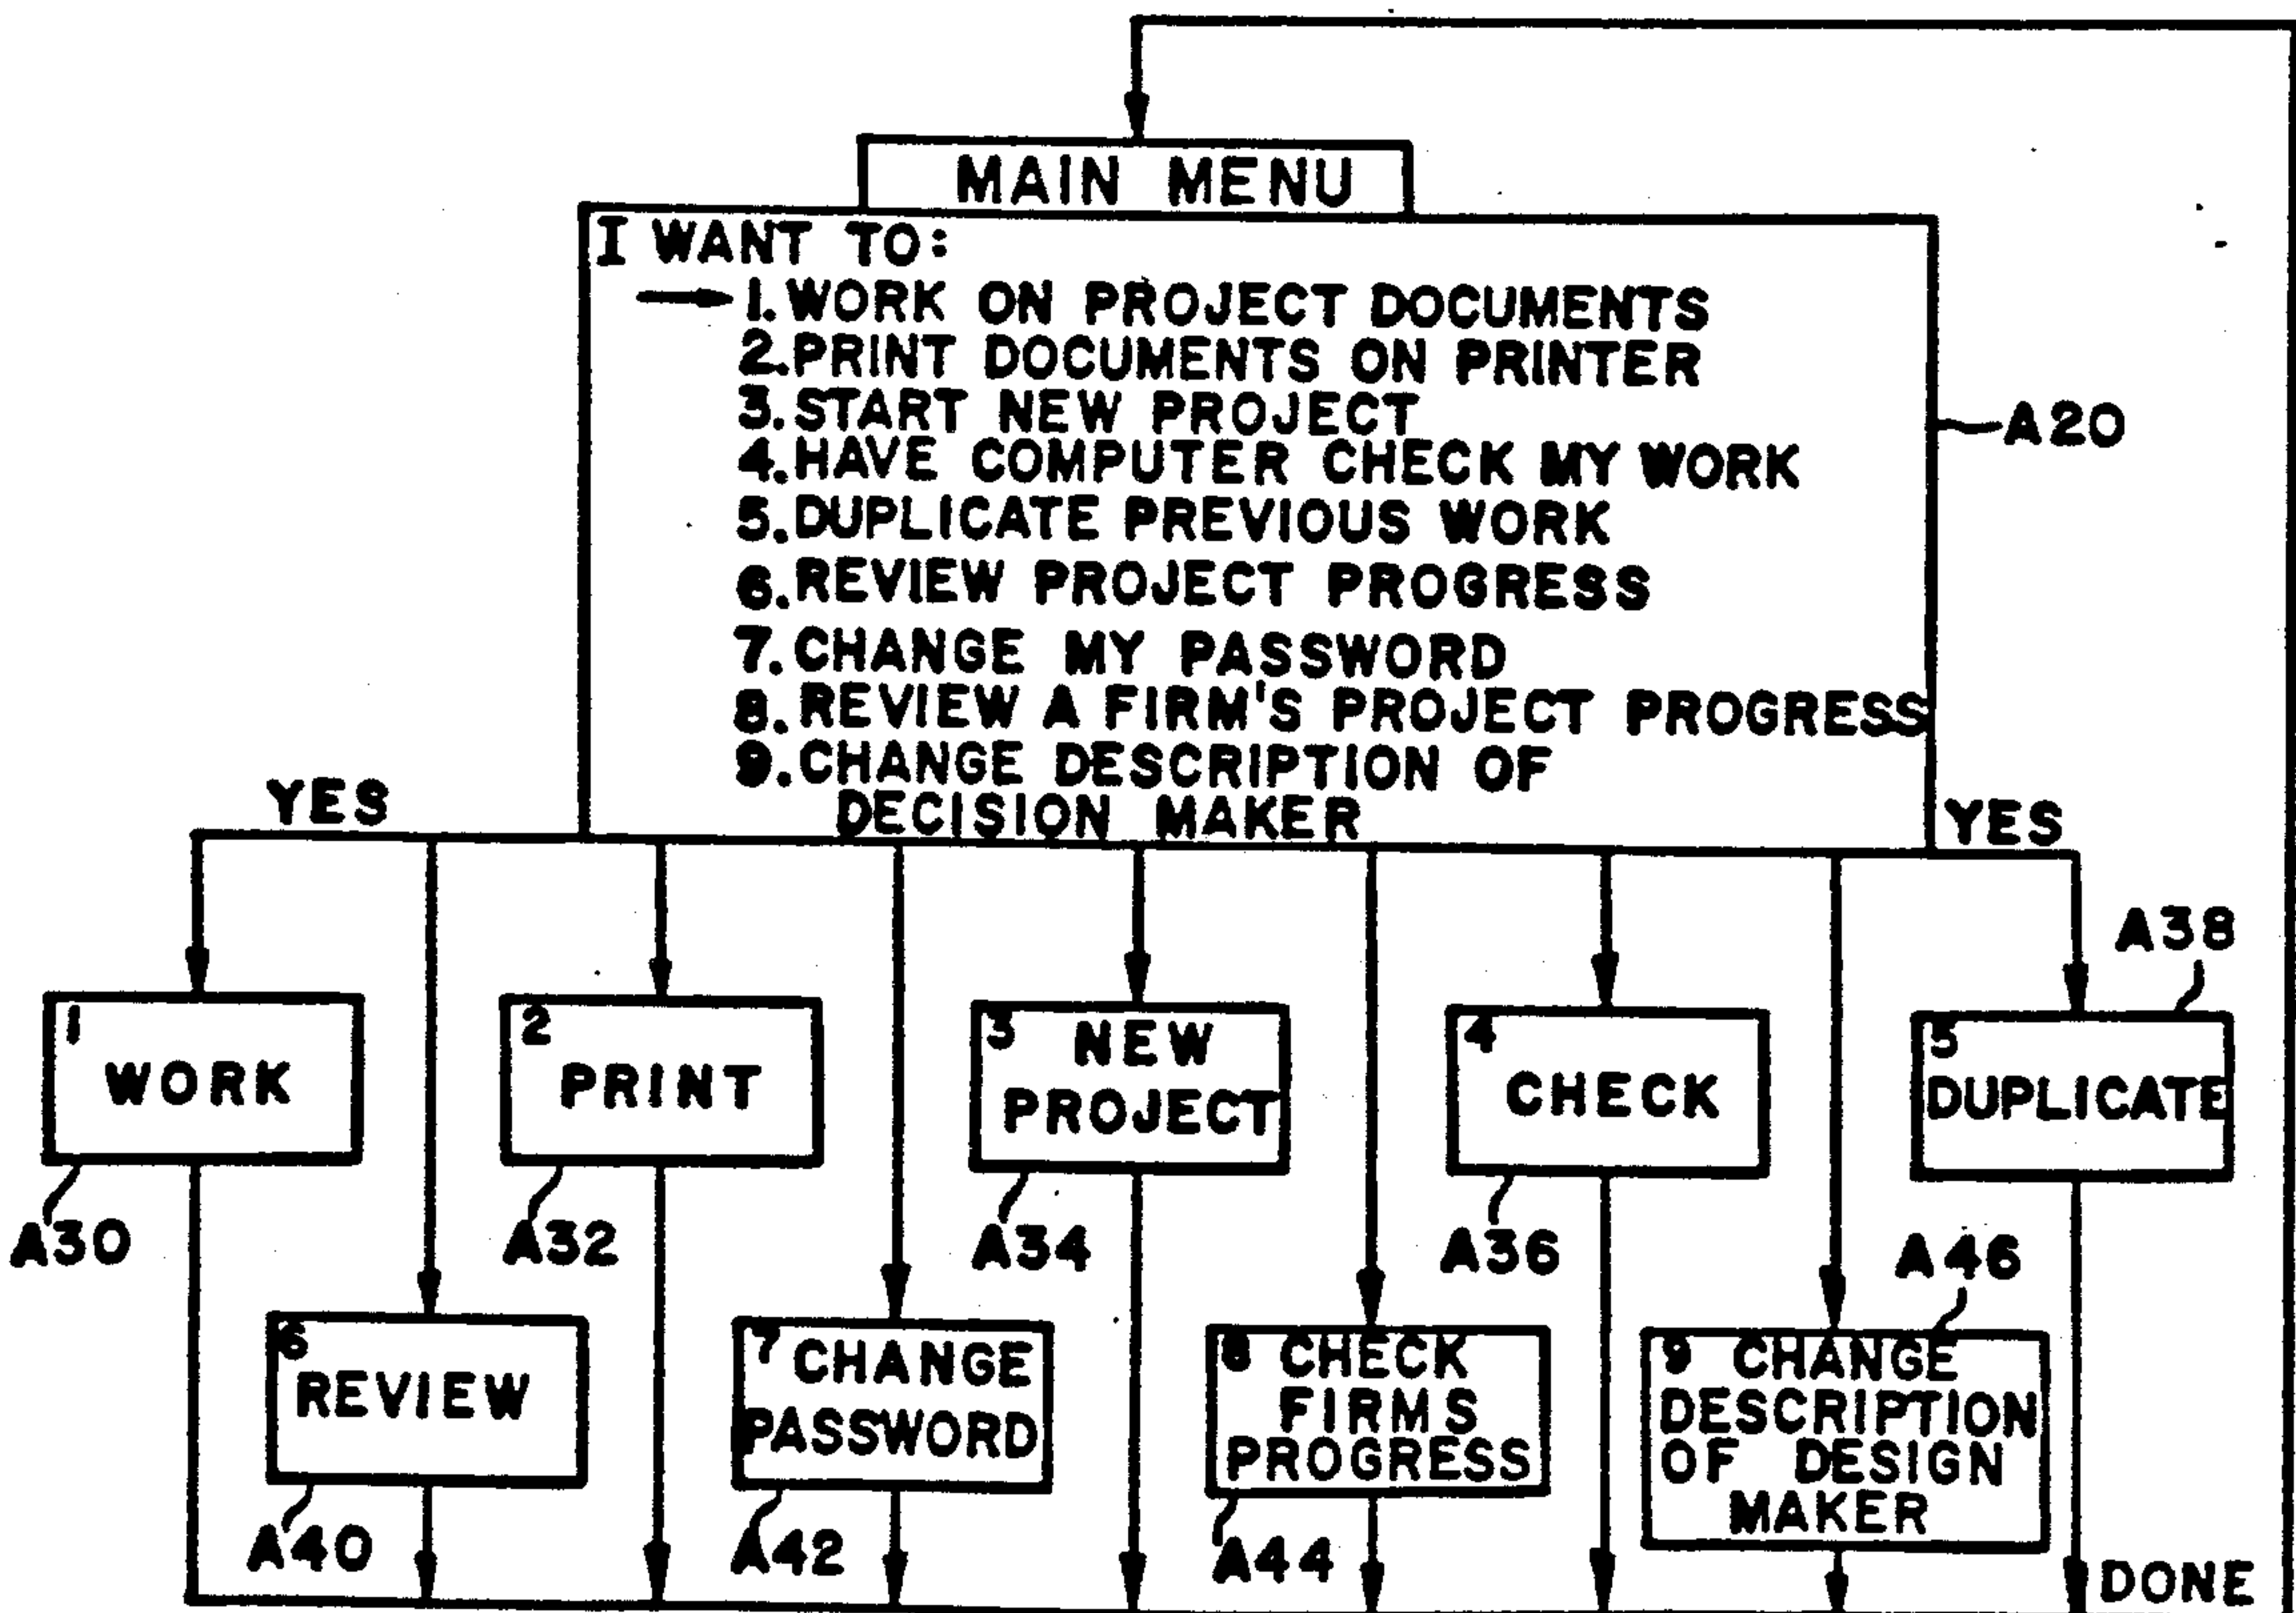 MAIN MENU
I WANT TO:
1. WORK ON PROJECT DOCUMENTS
2. PRINT DOCUMENTS ON PRINTER
3. START NEW PROJECT
4. HAVE COMPUTER CHECK MY WORK
5. DUPLICATE PREVIOUS WORK
6. REVIEW PROJECT PROGRESS
7. CHANGE MY PASSWORD
8. REVIEW A FIRM'S PROJECT PROGRESS
9. CHANGE DESCRIPTION OF
DECISION MAKER
A20
YES
YES
A38
1
WORK
A30
2
PRINT
A32
3 NEW
PROJECT
A34
4
CHECK
A36
5
DUPLICATE
6
REVIEW
A40
7 CHANGE
PASSWORD
A42
8 CHECK
FIRMS
PROGRESS
A44
A46
9 CHANGE
DESCRIPTION
OF DESIGN
MAKER
DONE